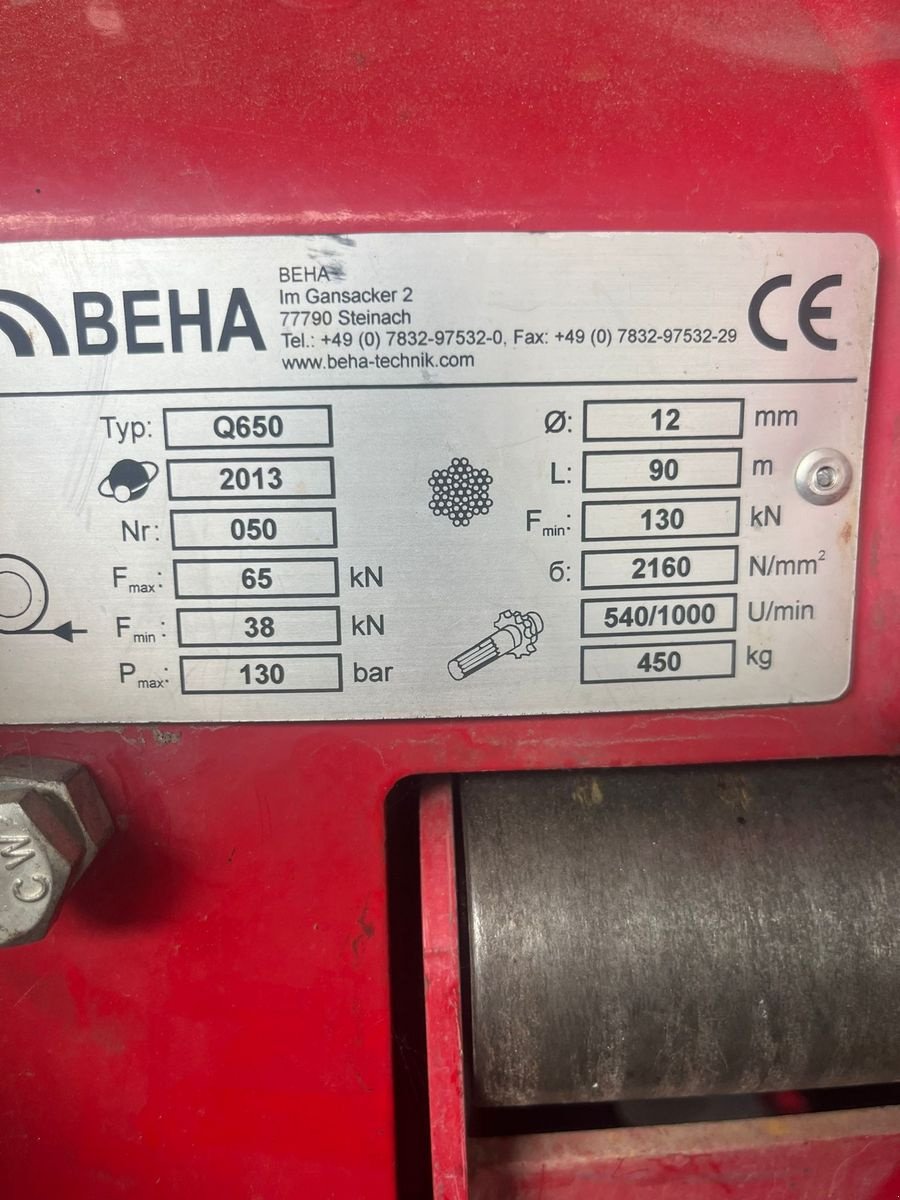 BEHA
BEHA
Im Gansacker 2
77790 Steinach
Tel.: +49 (0) 7832-97532-0, Fax: +49 (0) 7832-97532-29
www.beha-technik.com
CE
Typ: Q650
2013
Nr: 050
Fmax: 65 kN
Fmin: 38 kN
Pmax: 130 bar
Ø: 12 mm
L: 90 m
Fmin: 130 kN
б: 2160 N/mm²
540/1000 U/min
450 kg
CM